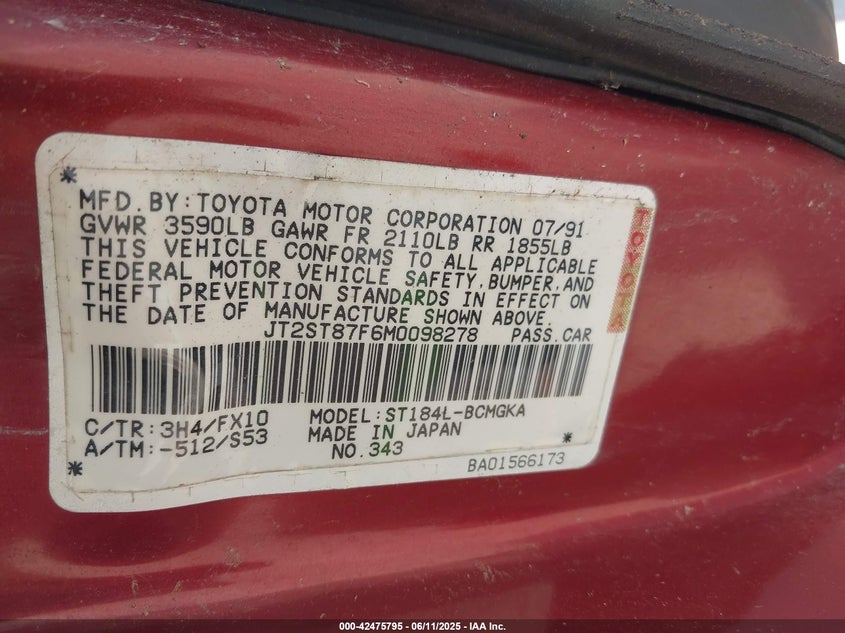 MFD.BY:TOYOTA MOTOR CORPORATION 07/91
GVWR 3590LB GAWR FR 2110LB RR 1855LB
THIS VEHICLE CONFORMS TO ALL APPLICABLE
FEDERAL MOTOR VEHICLE SAFETY,BUMPER,AND
THEFT PREVENTION STANDARDS IN EFFECT ON
THE DATE OF MANUFACTURE SHOWN ABOVE.
JT2ST87F6M0098278 PASS.CAR
TOYOTA
C/TR:3H4/FX10 MODEL:ST184L-BCMGKA
A/TM:-512/S53 MADE IN JAPAN
NO.343
BA01566173
000-42475795 - 06/11/2025 - IAA Inc.